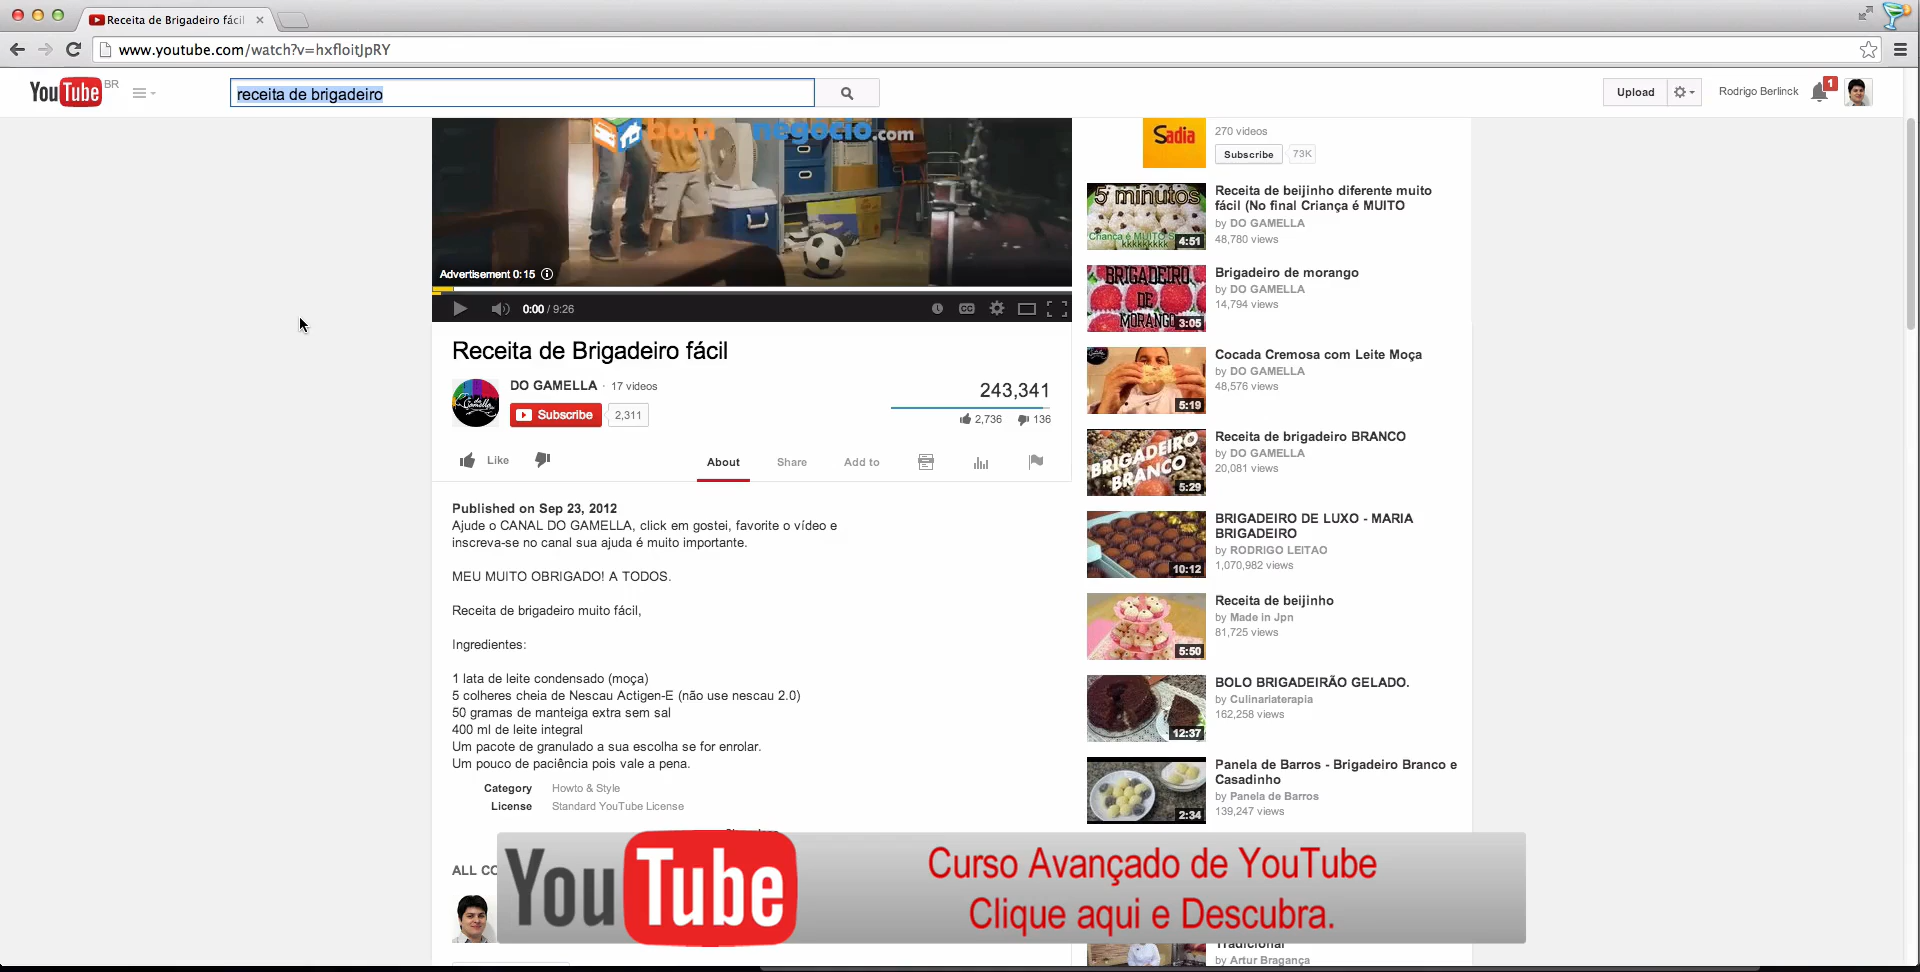 Receita de Brigadeiro fácil
www.youtube.com/watch?v=hxfloitJpRY
YouTube BR
receita de brigadeiro
Upload
Rodrigo Berlinck
1
bom negócio.com
Advertisement 0:15
0:00 / 9:26
CC
Receita de Brigadeiro fácil
DO GAMELLA · 17 videos
Subscribe 2,311
243,341
2,736 136
Like
About Share Add to
Published on Sep 23, 2012
Ajude o CANAL DO GAMELLA, click em gostei, favorite o vídeo e
inscreva-se no canal sua ajuda é muito importante.
MEU MUITO OBRIGADO! A TODOS.
Receita de brigadeiro muito fácil,
Ingredientes:
1 lata de leite condensado (moça)
5 colheres cheia de Nescau Actigen-E (não use nescau 2.0)
50 gramas de manteiga extra sem sal
400 ml de leite integral
Um pacote de granulado a sua escolha se for enrolar.
Um pouco de paciência pois vale a pena.
Category Howto & Style
License Standard YouTube License
ALL CO
Sadia
270 videos
Subscribe 73K
5 minutos
4:51
Receita de beijinho diferente muito
fácil (No final Criança é MUITO
by DO GAMELLA
48,780 views
BRIGADEIRO
DE
MORANGO
3:05
Brigadeiro de morango
by DO GAMELLA
14,794 views
5:19
Cocada Cremosa com Leite Moça
by DO GAMELLA
48,576 views
BRIGADEIRO
BRANCO
5:29
Receita de brigadeiro BRANCO
by DO GAMELLA
20,081 views
10:12
BRIGADEIRO DE LUXO - MARIA
BRIGADEIRO
by RODRIGO LEITAO
1,070,982 views
5:50
Receita de beijinho
by Made in Jpn
81,725 views
12:37
BOLO BRIGADEIRÃO GELADO.
by Culinariaterapia
162,258 views
2:34
Panela de Barros - Brigadeiro Branco e
Casadinho
by Panela de Barros
139,247 views
Tradicional
by Artur Bragança
YouTube
Curso Avançado de YouTube
Clique aqui e Descubra.